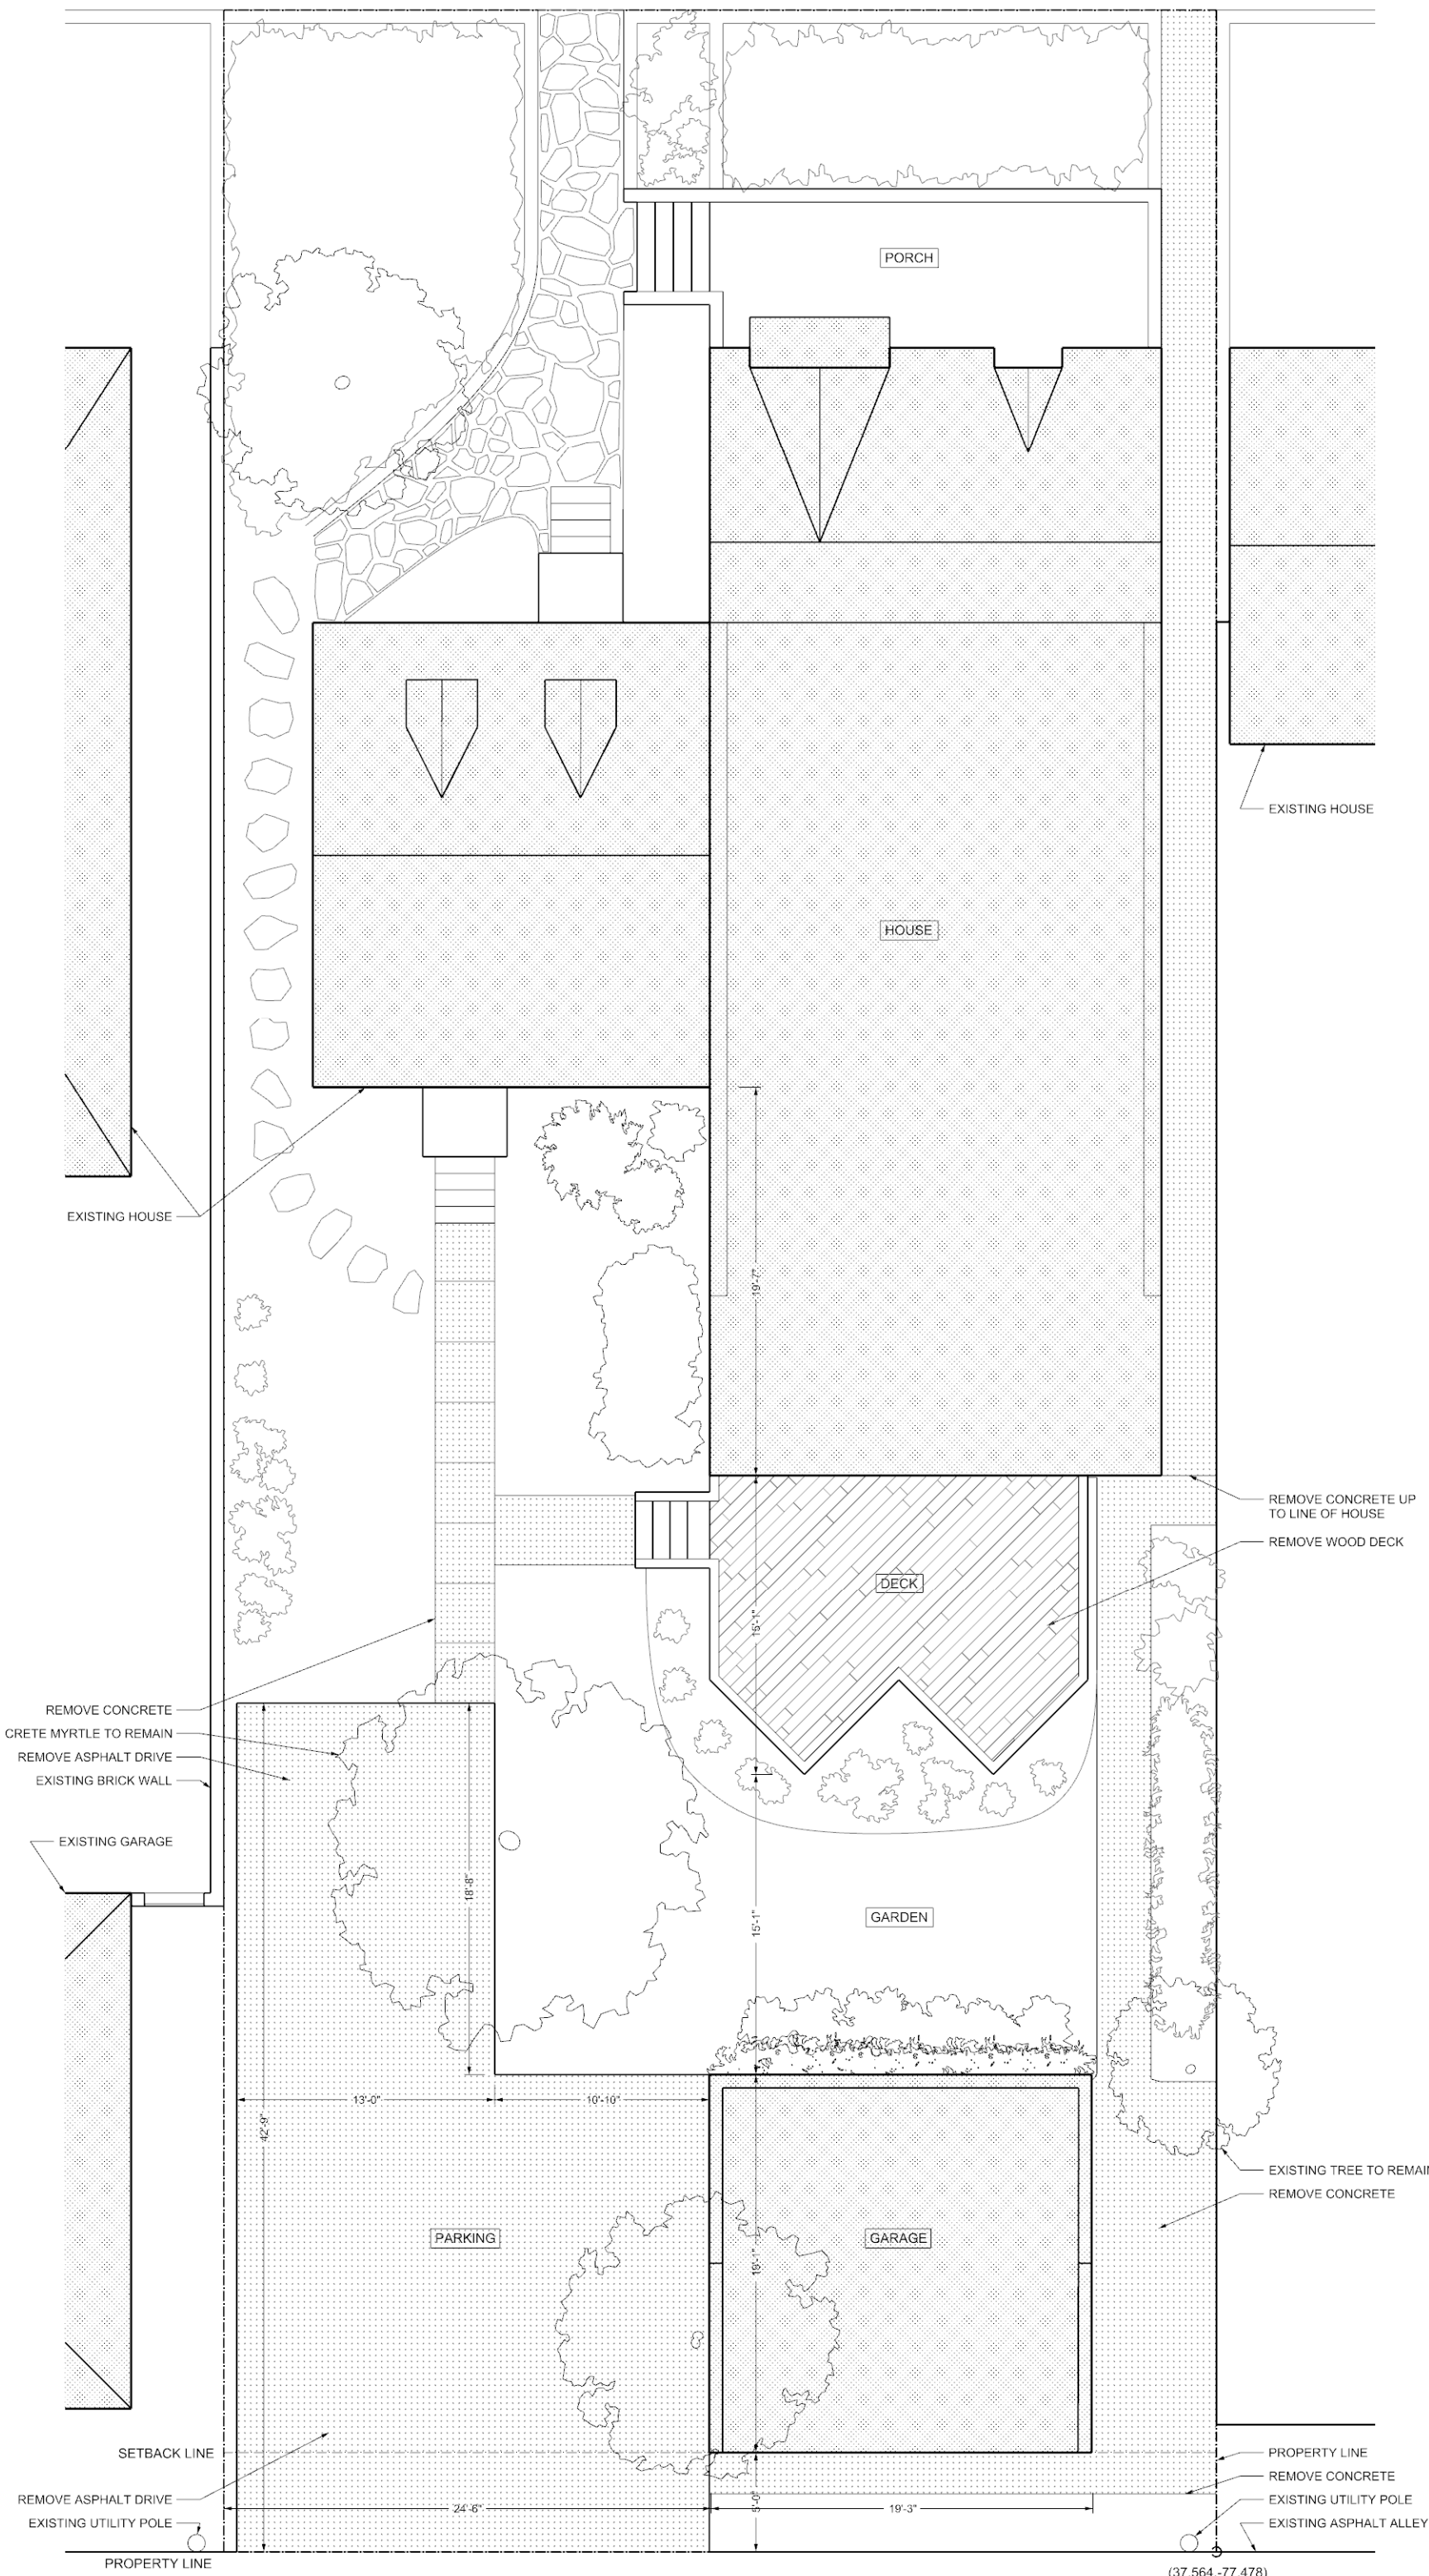 PORCH
EXISTING HOUSE
HOUSE
EXISTING HOUSE
19'-7"
REMOVE CONCRETE UP
TO LINE OF HOUSE
REMOVE WOOD DECK
DECK
15'-1"
REMOVE CONCRETE
CRETE MYRTLE TO REMAIN
REMOVE ASPHALT DRIVE
EXISTING BRICK WALL
EXISTING GARAGE
18'-8"
GARDEN
15'-1"
13'-0"
10'-10"
42'-9"
EXISTING TREE TO REMAIN
REMOVE CONCRETE
PARKING
GARAGE
19'-1"
SETBACK LINE
PROPERTY LINE
REMOVE CONCRETE
REMOVE ASPHALT DRIVE
EXISTING UTILITY POLE
24'-6"
5'-0"
19'-3"
EXISTING UTILITY POLE
EXISTING ASPHALT ALLEY
PROPERTY LINE
(37.564,-77.478)